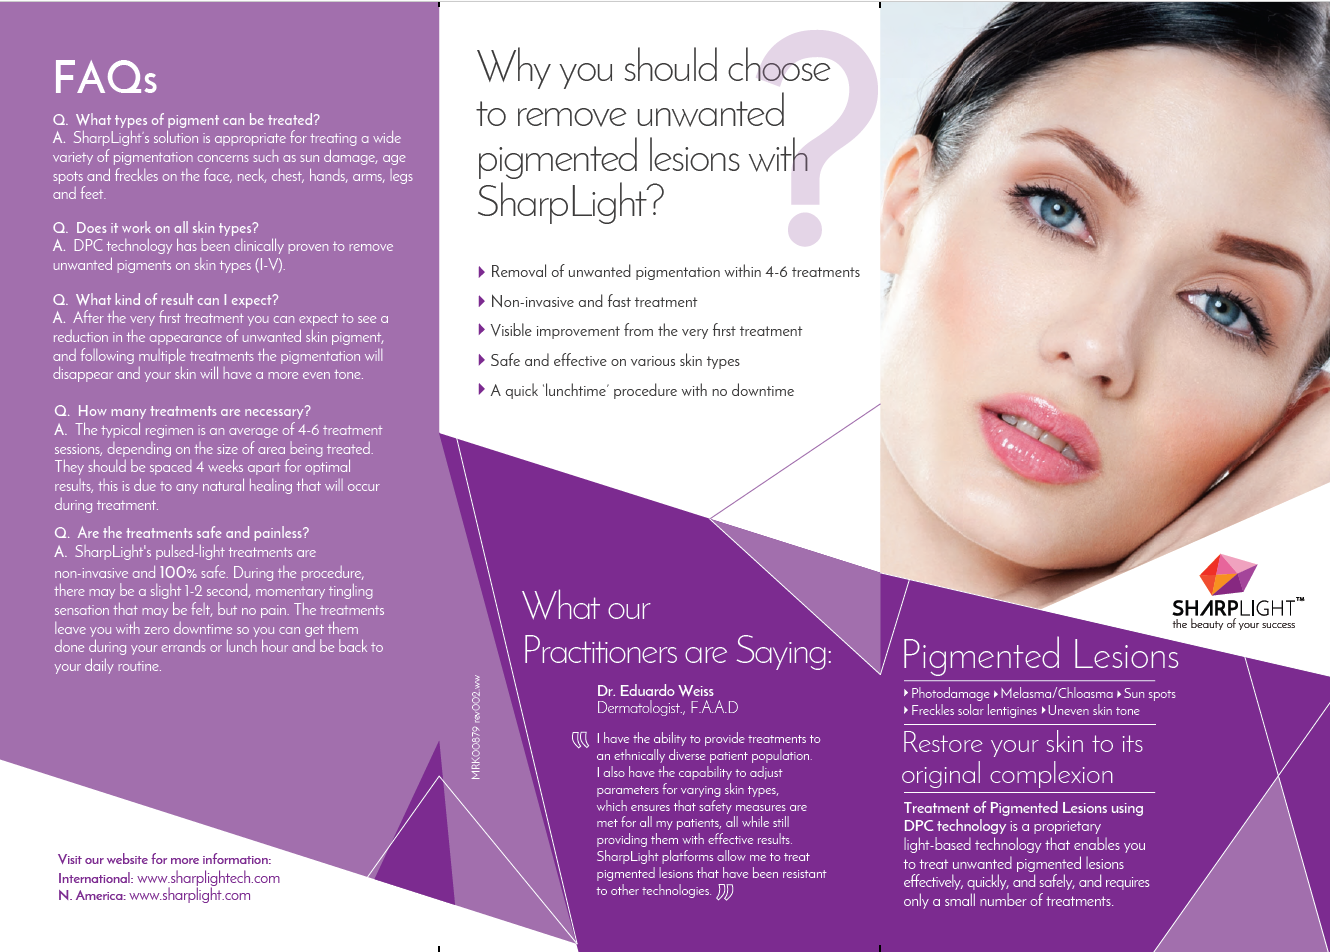 FAQs
Q. What types of pigment can be treated?
A. SharpLight's solution is appropriate for treating a wide
variety of pigmentation concerns such as sun damage, age
spots and freckles on the face, neck, chest, hands, arms, legs
and feet.
Q. Does it work on all skin types?
A. DPC technology has been clinically proven to remove
unwanted pigments on skin types (I-V).
Q. What kind of result can I expect?
A. After the very first treatment you can expect to see a
reduction in the appearance of unwanted skin pigment,
and following multiple treatments the pigmentation will
disappear and your skin will have a more even tone.
Q. How many treatments are necessary?
A. The typical regimen is an average of 4-6 treatment
sessions, depending on the size of area being treated.
They should be spaced 4 weeks apart for optimal
results, this is due to any natural healing that will occur
during treatment.
Q. Are the treatments safe and painless?
A. SharpLight's pulsed-light treatments are
non-invasive and 100% safe. During the procedure,
there may be a slight 1-2 second, momentary tingling
sensation that may be felt, but no pain. The treatments
leave you with zero downtime so you can get them
done during your errands or lunch hour and be back to
your daily routine.
Visit our website for more information:
International: www.sharplightech.com
N. America: www.sharplight.com
MRK00879 rev002.ww
?
Why you should choose
to remove unwanted
pigmented lesions with
SharpLight?
Removal of unwanted pigmentation within 4-6 treatments
Non-invasive and fast treatment
Visible improvement from the very first treatment
Safe and effective on various skin types
A quick 'lunchtime' procedure with no downtime
What our
Practitioners are Saying:
Dr. Eduardo Weiss
Dermatologist., F.A.A.D
"I have the ability to provide treatments to
an ethnically diverse patient population.
I also have the capability to adjust
parameters for varying skin types,
which ensures that safety measures are
met for all my patients, all while still
providing them with effective results.
SharpLight platforms allow me to treat
pigmented lesions that have been resistant
to other technologies."
SHARPLIGHT™
the beauty of your success
Pigmented Lesions
Photodamage Melasma/Chloasma Sun spots
Freckles solar lentigines Uneven skin tone
Restore your skin to its
original complexion
Treatment of Pigmented Lesions using
DPC technology is a proprietary
light-based technology that enables you
to treat unwanted pigmented lesions
effectively, quickly, and safely, and requires
only a small number of treatments.